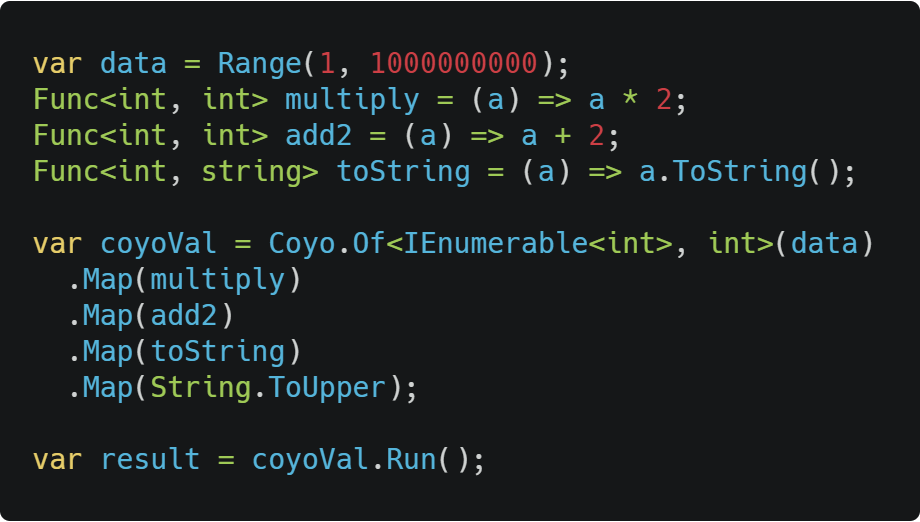 var data = Range(1, 1000000000);
Func<int, int> multiply = (a) => a * 2;
Func<int, int> add2 = (a) => a + 2;
Func<int, string> toString = (a) => a.ToString();

var coyoVal = Coyo.Of<IEnumerable<int>, int>(data)
  .Map(multiply)
  .Map(add2)
  .Map(toString)
  .Map(String.ToUpper);

var result = coyoVal.Run();